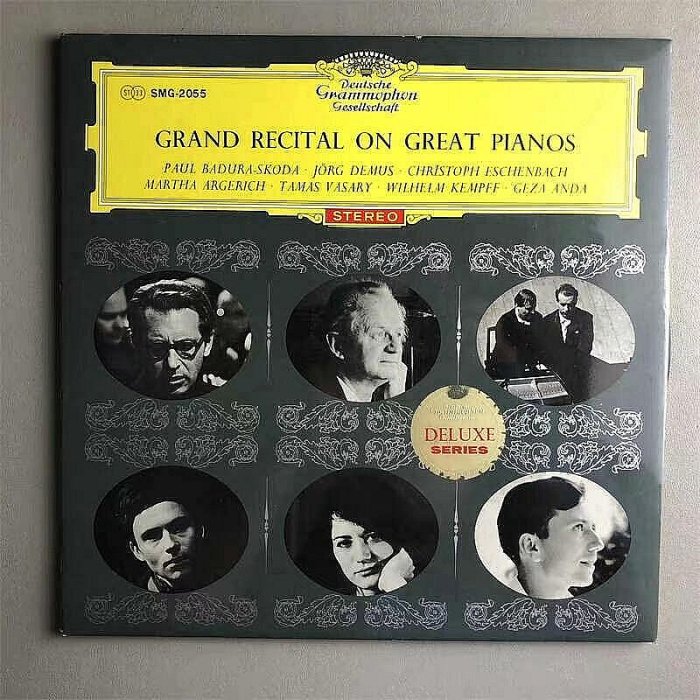 Deutsche
Grammophon
Gesellschaft
STEREO SMG-2055
GRAND RECITAL ON GREAT PIANOS
PAUL BADURA-SKODA · JÖRG DEMUS · CHRISTOPH ESCHENBACH
MARTHA ARGERICH · TAMAS VASARY · WILHELM KEMPFF · GEZA ANDA
STEREO
DELUXE
SERIES